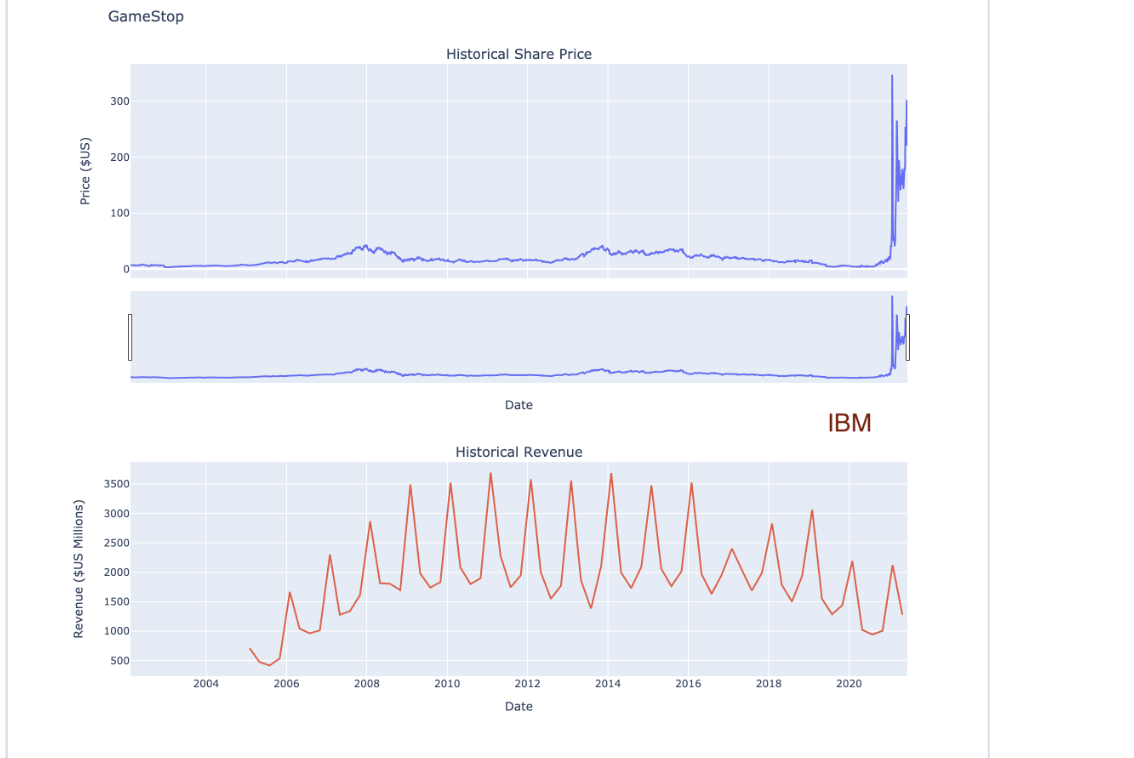 GameStop
Historical Share Price
300
200
100
0
Price ($US)
Date
IBM
Historical Revenue
3500
3000
2500
2000
1500
1000
500
Revenue ($US Millions)
2004 2006 2008 2010 2012 2014 2016 2018 2020
Date